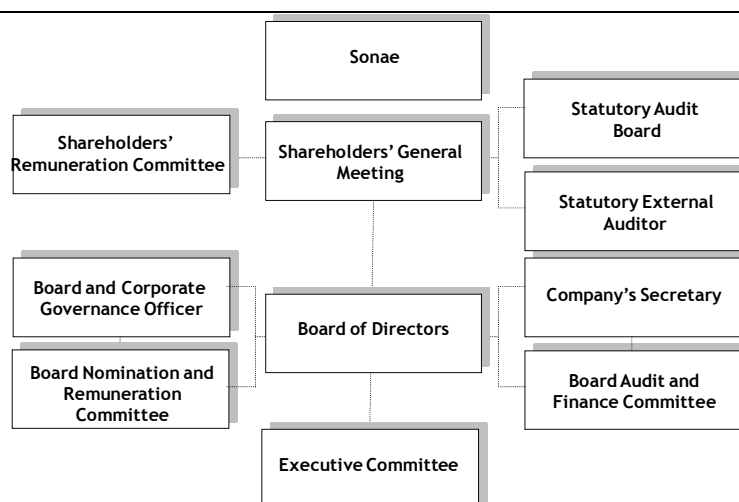 Sonae
Shareholders’
Remuneration Committee
Shareholders’ General
Meeting
Statutory Audit
Board
Statutory External
Auditor
Board and Corporate
Governance Officer
Board of Directors
Company’s Secretary
Board Nomination and
Remuneration
Committee
Board Audit and
Finance Committee
Executive Committee